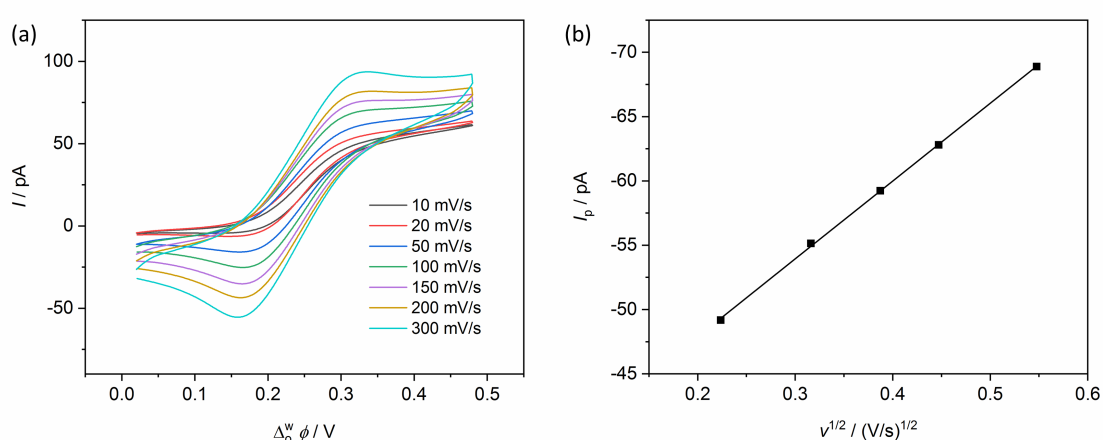 (a)
I / pA
100
50
0
-50
0.0 0.1 0.2 0.3 0.4 0.5
Δ_o^w ϕ / V
10 mV/s
20 mV/s
50 mV/s
100 mV/s
150 mV/s
200 mV/s
300 mV/s
(b)
I_p / pA
-70
-65
-60
-55
-50
-45
0.2 0.3 0.4 0.5 0.6
v^1/2 / (V/s)^1/2